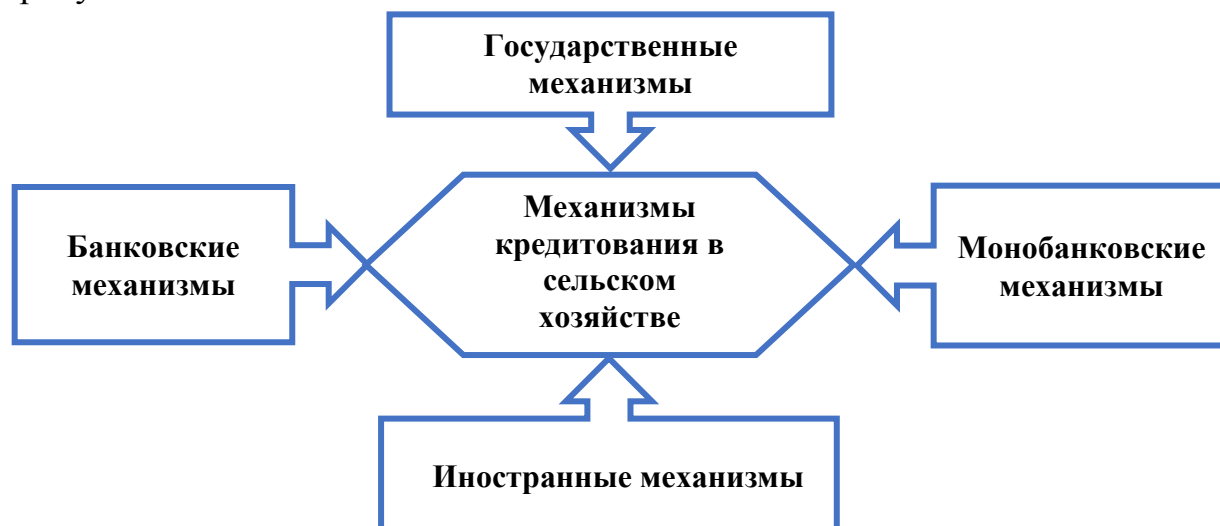 Государственные
механизмы
Банковские
механизмы
Механизмы
кредитования в
сельском
хозяйстве
Монобанковские
механизмы
Иностранные механизмы